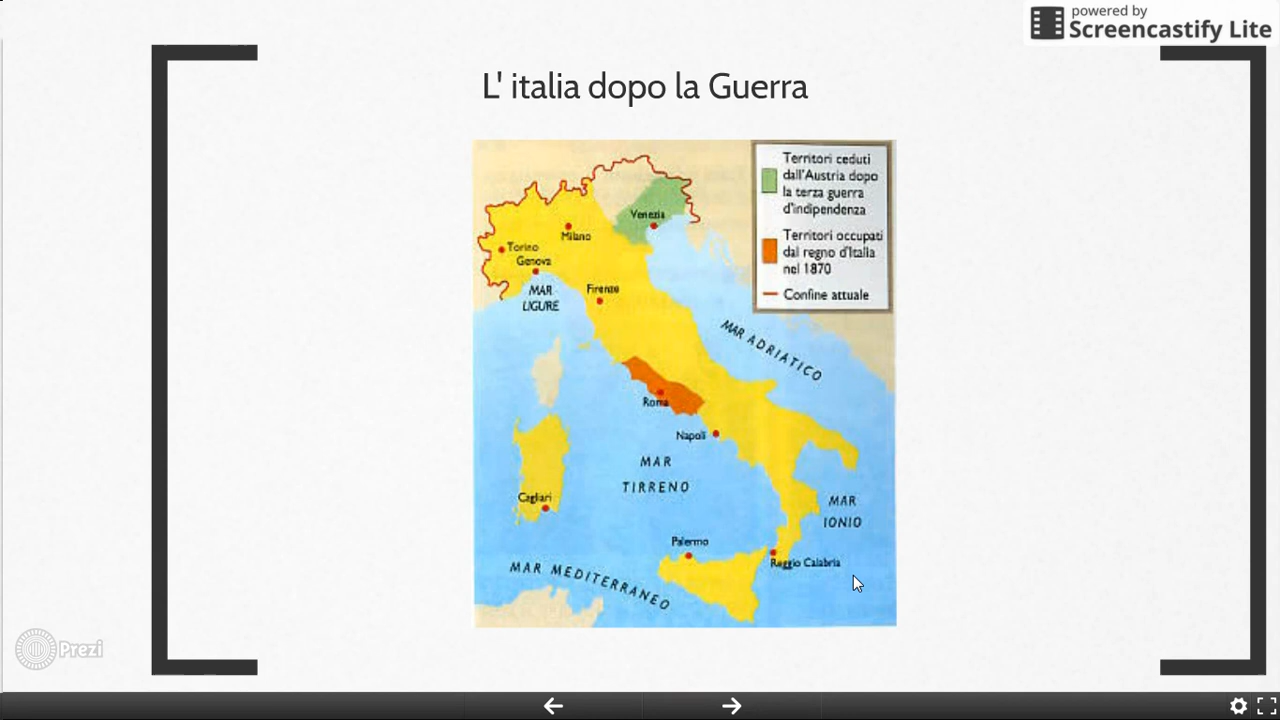 powered by
Screencastify Lite
L' italia dopo la Guerra
Territori ceduti
dall'Austria dopo
la terza guerra
d'indipendenza
Territori occupati
dal regno d'Italia
nel 1870
Confine attuale
Venezia
Milano
Torino
Genova
MAR
LIGURE
Firenze
MAR ADRIATICO
Roma
Napoli
MAR
TIRRENO
Cagliari
MAR
IONIO
Palermo
Reggio Calabria
MAR MEDITERRANEO
Prezi